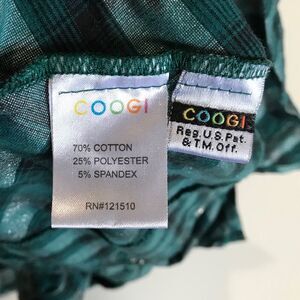 COOGI
70% COTTON
25% POLYESTER
5% SPANDEX
RN#121510
COOGI
Reg. U.S. Pat.
& T.M. Off.